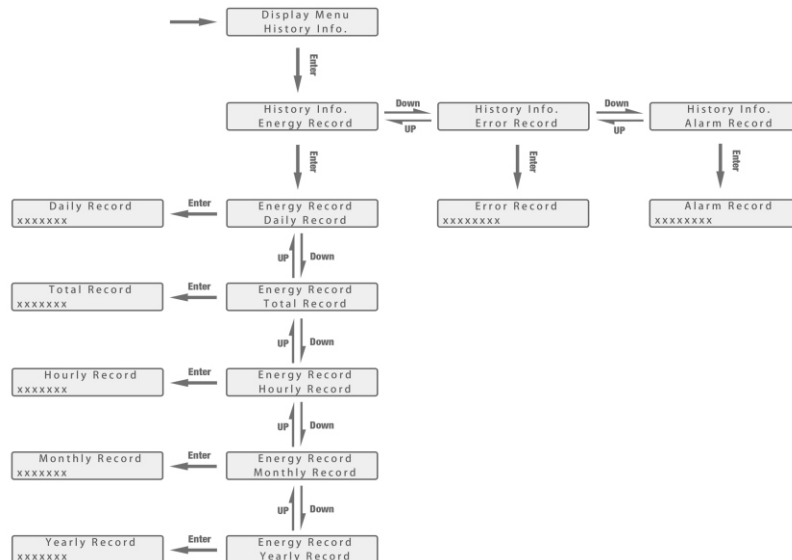 Display Menu
History Info.
Enter
History Info.
Energy Record
Down
UP
History Info.
Error Record
Down
UP
History Info.
Alarm Record
Enter
Enter
Enter
Daily Record
xxxxxxx
Enter
Energy Record
Daily Record
Error Record
xxxxxxxx
Alarm Record
xxxxxxxx
UP
Down
Total Record
xxxxxxx
Enter
Energy Record
Total Record
UP
Down
Hourly Record
xxxxxxx
Enter
Energy Record
Hourly Record
UP
Down
Monthly Record
xxxxxxx
Enter
Energy Record
Monthly Record
UP
Down
Yearly Record
xxxxxxx
Enter
Energy Record
Yearly Record